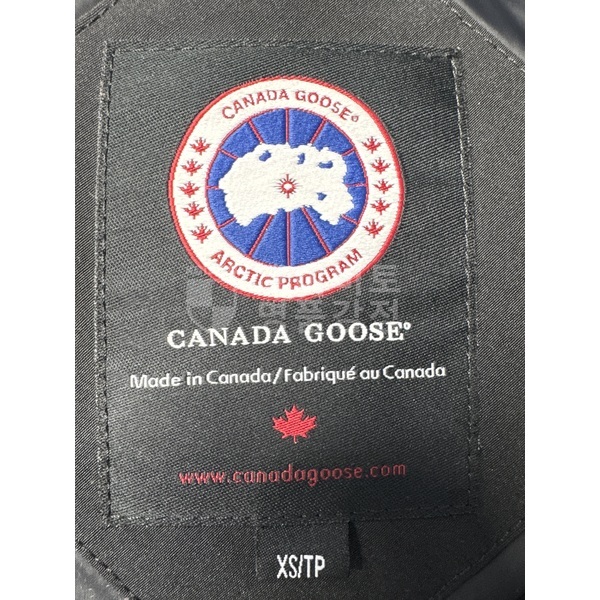 CANADA GOOSE®
ARCTIC PROGRAM
CANADA GOOSE®
Made in Canada/Fabriqué au Canada
www.canadagoose.com
XS/TP